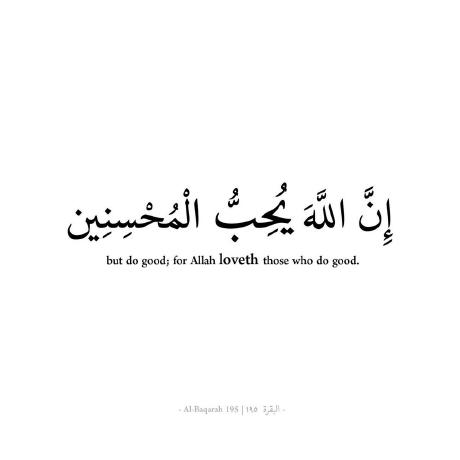 إِنَّ اللَّهَ يُحِبُّ الْمُحْسِنِين
but do good; for Allah loveth those who do good.
- Al-Baqarah 195 | البقرة ١٩٥ -